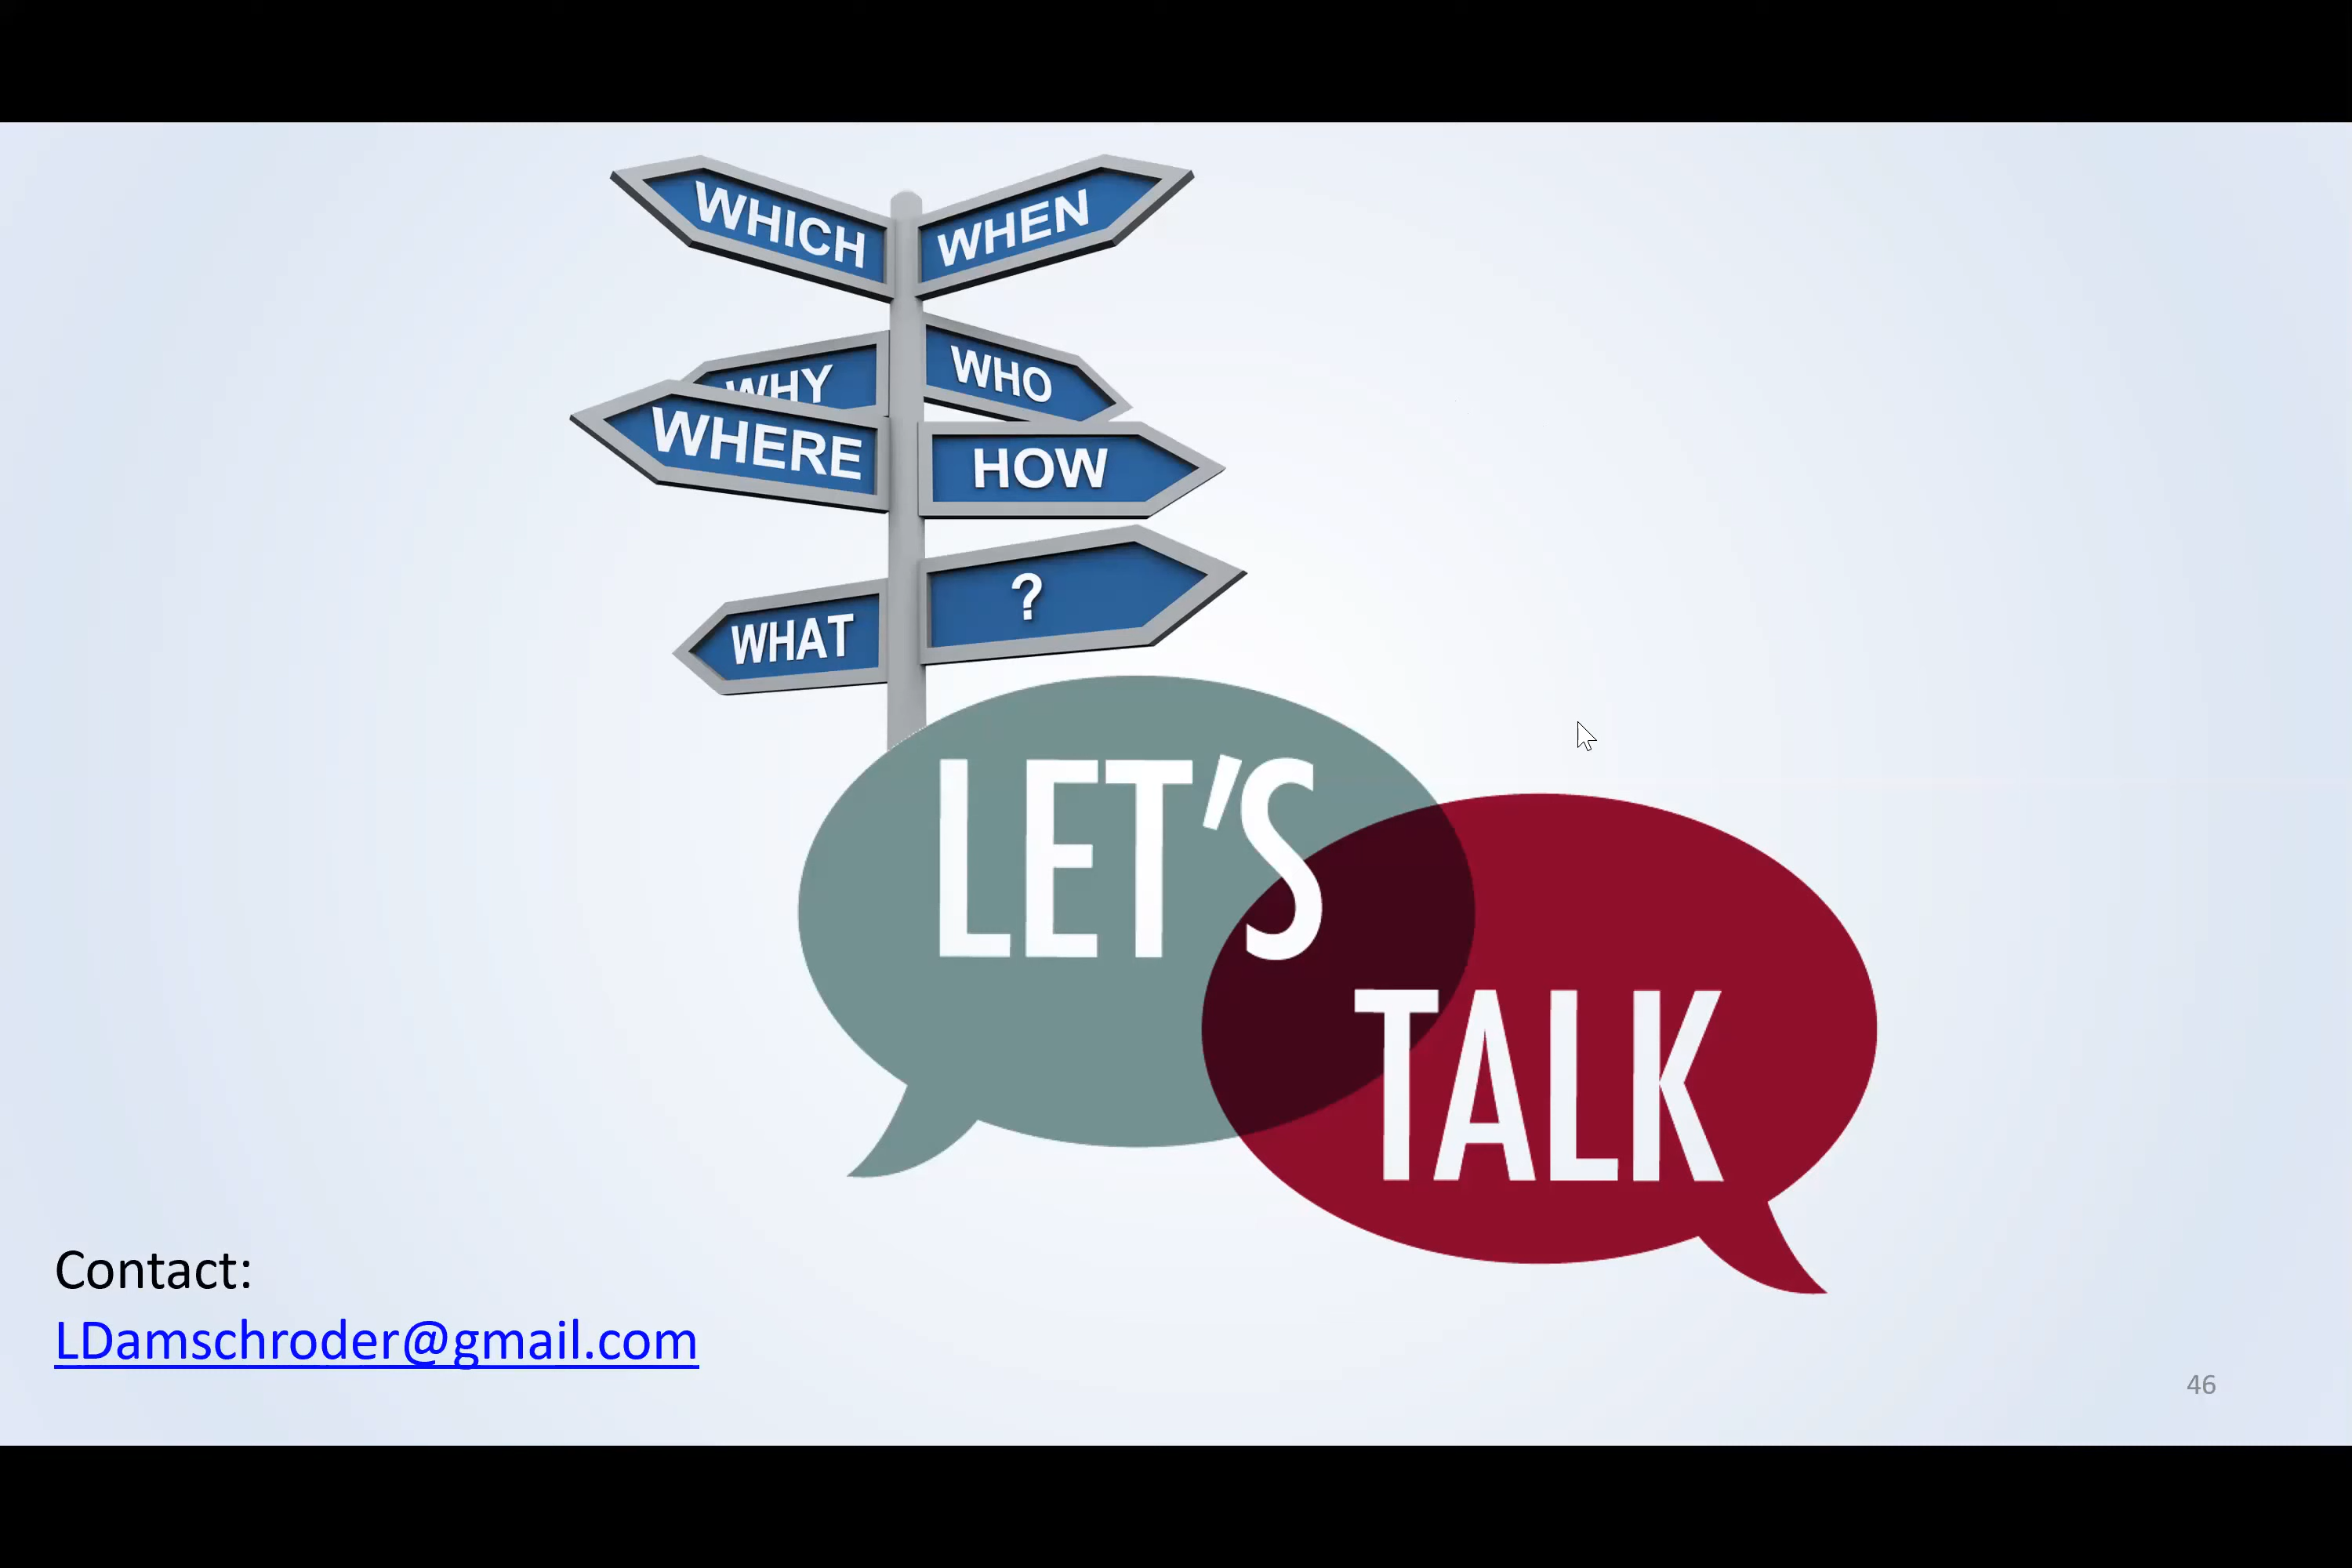 WHICH
WHEN
WHY
WHO
WHERE
HOW
?
WHAT
LET'S
TALK
Contact:
LDamschroder@gmail.com
46